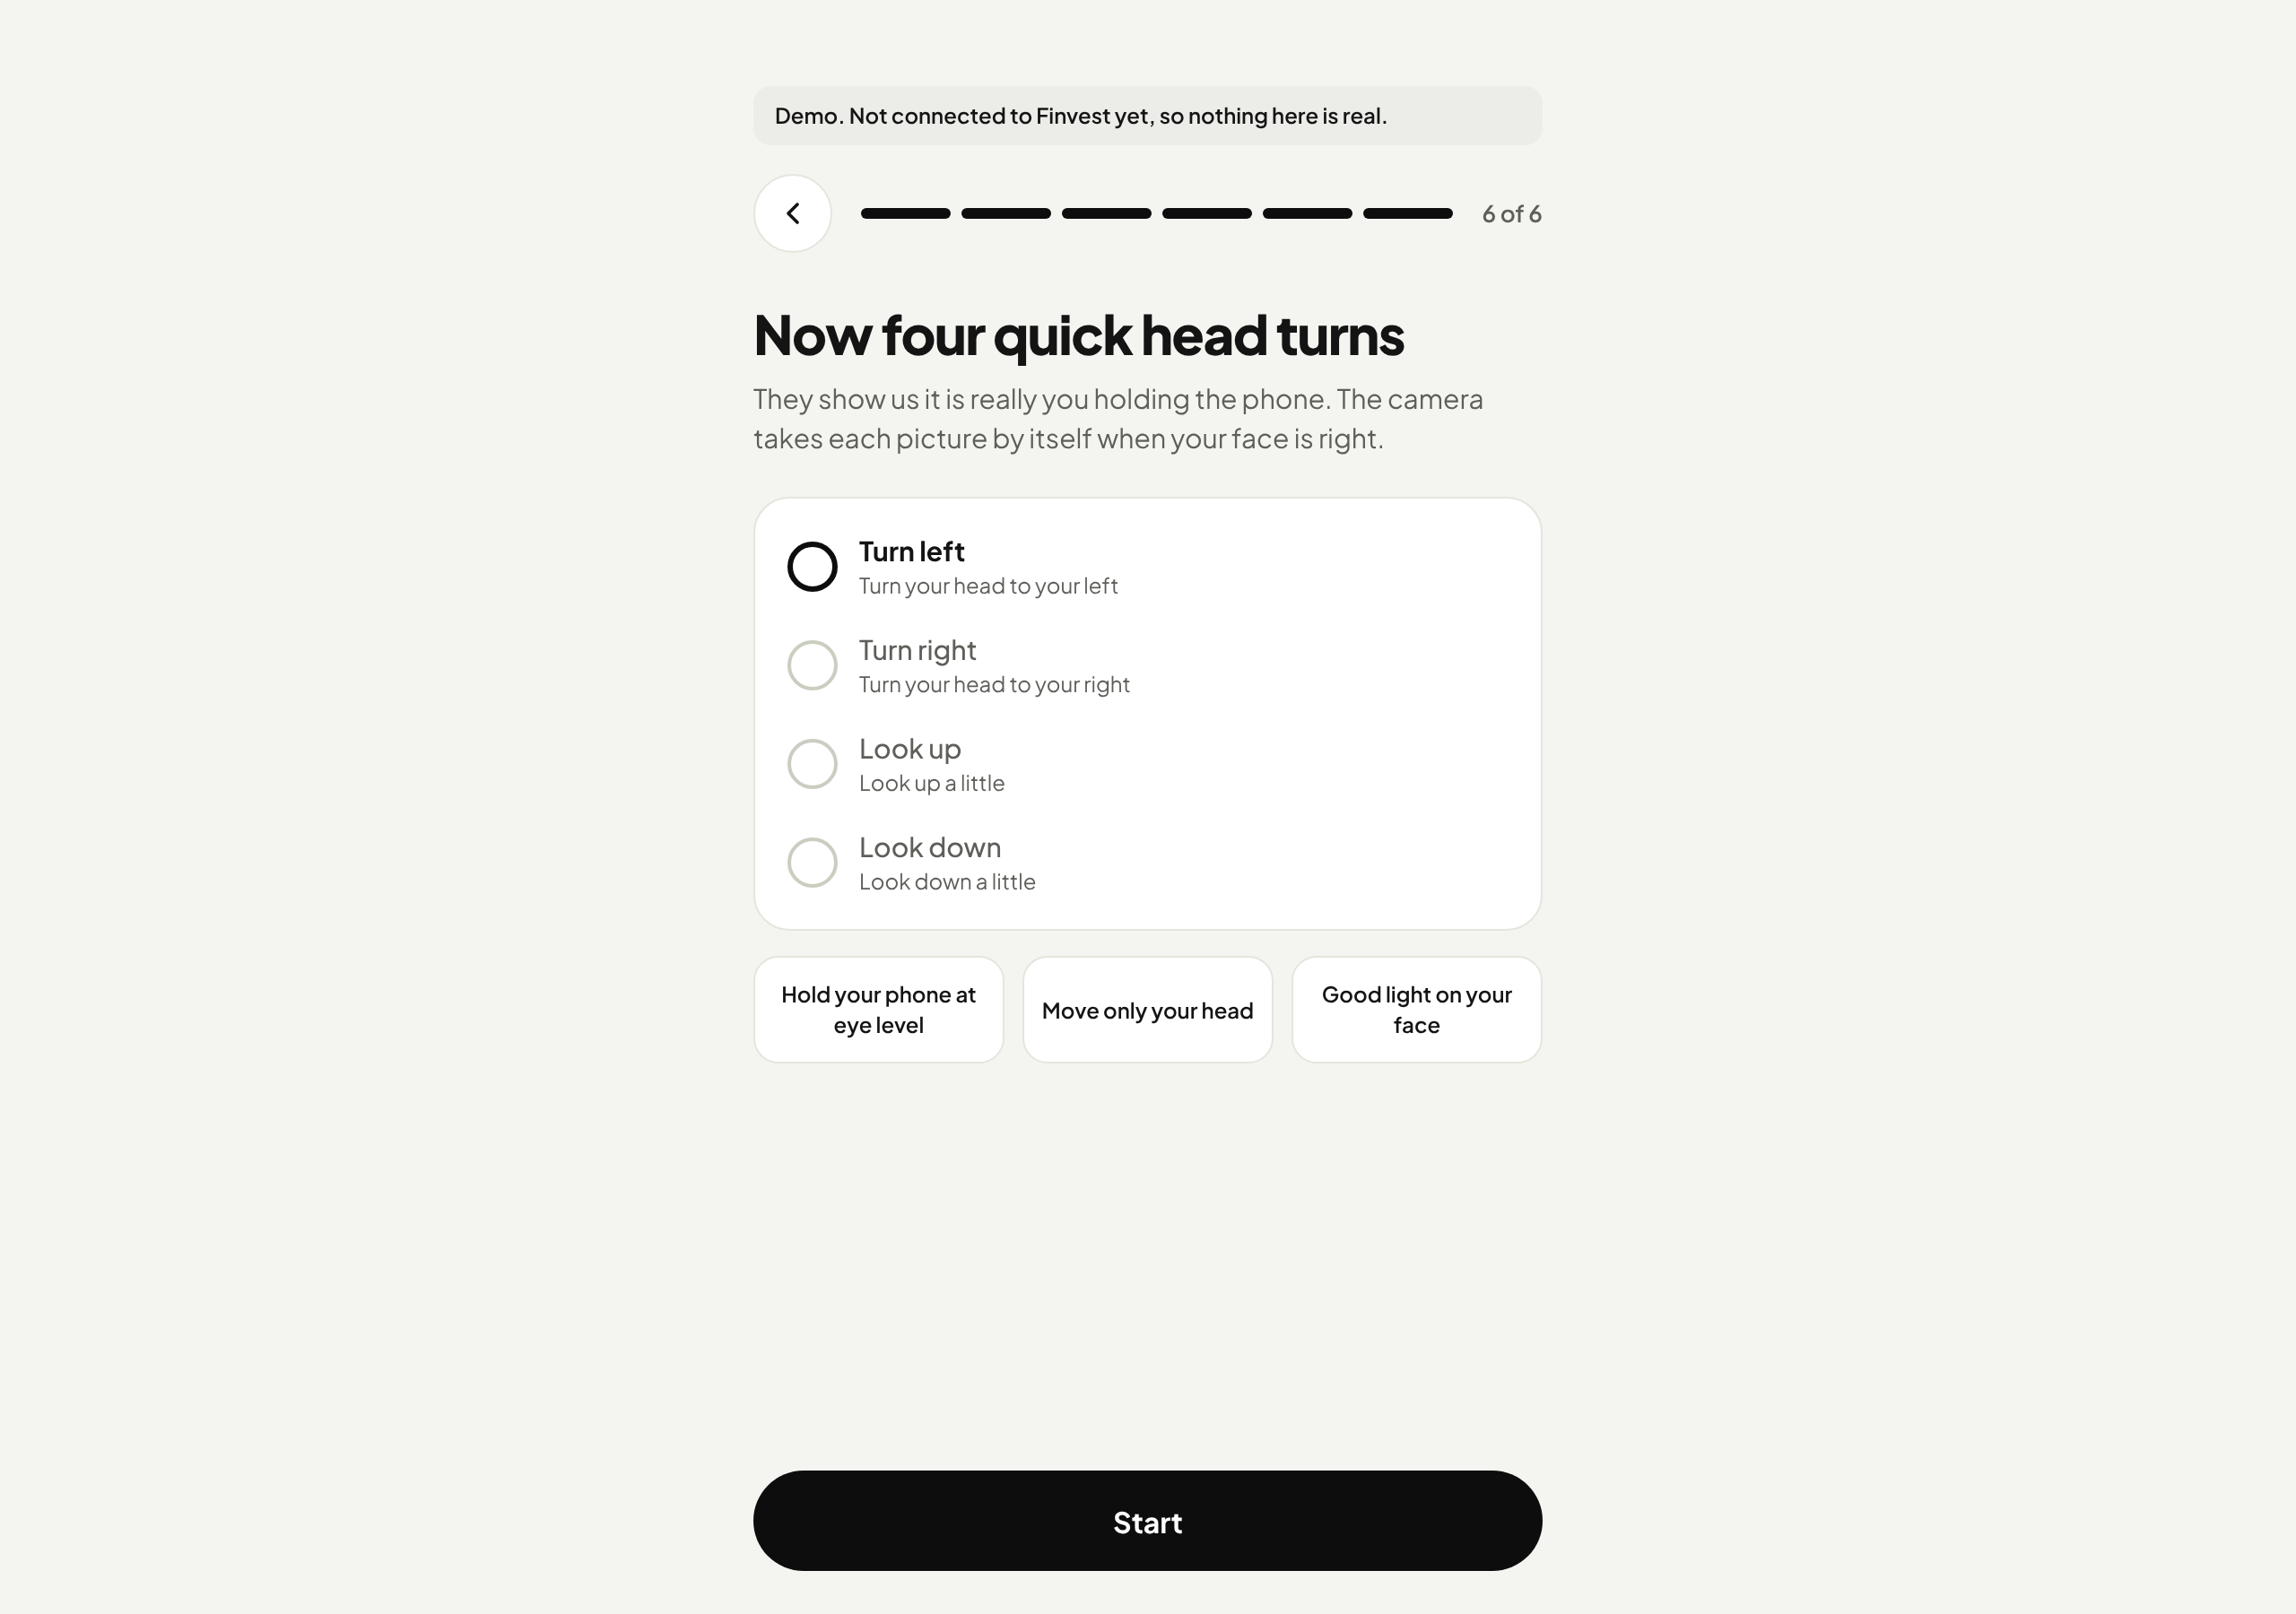 Demo. Not connected to Finvest yet, so nothing here is real.
6 of 6
Now four quick head turns
They show us it is really you holding the phone. The camera
takes each picture by itself when your face is right.
Turn left
Turn your head to your left
Turn right
Turn your head to your right
Look up
Look up a little
Look down
Look down a little
Hold your phone at
eye level
Move only your head
Good light on your
face
Start